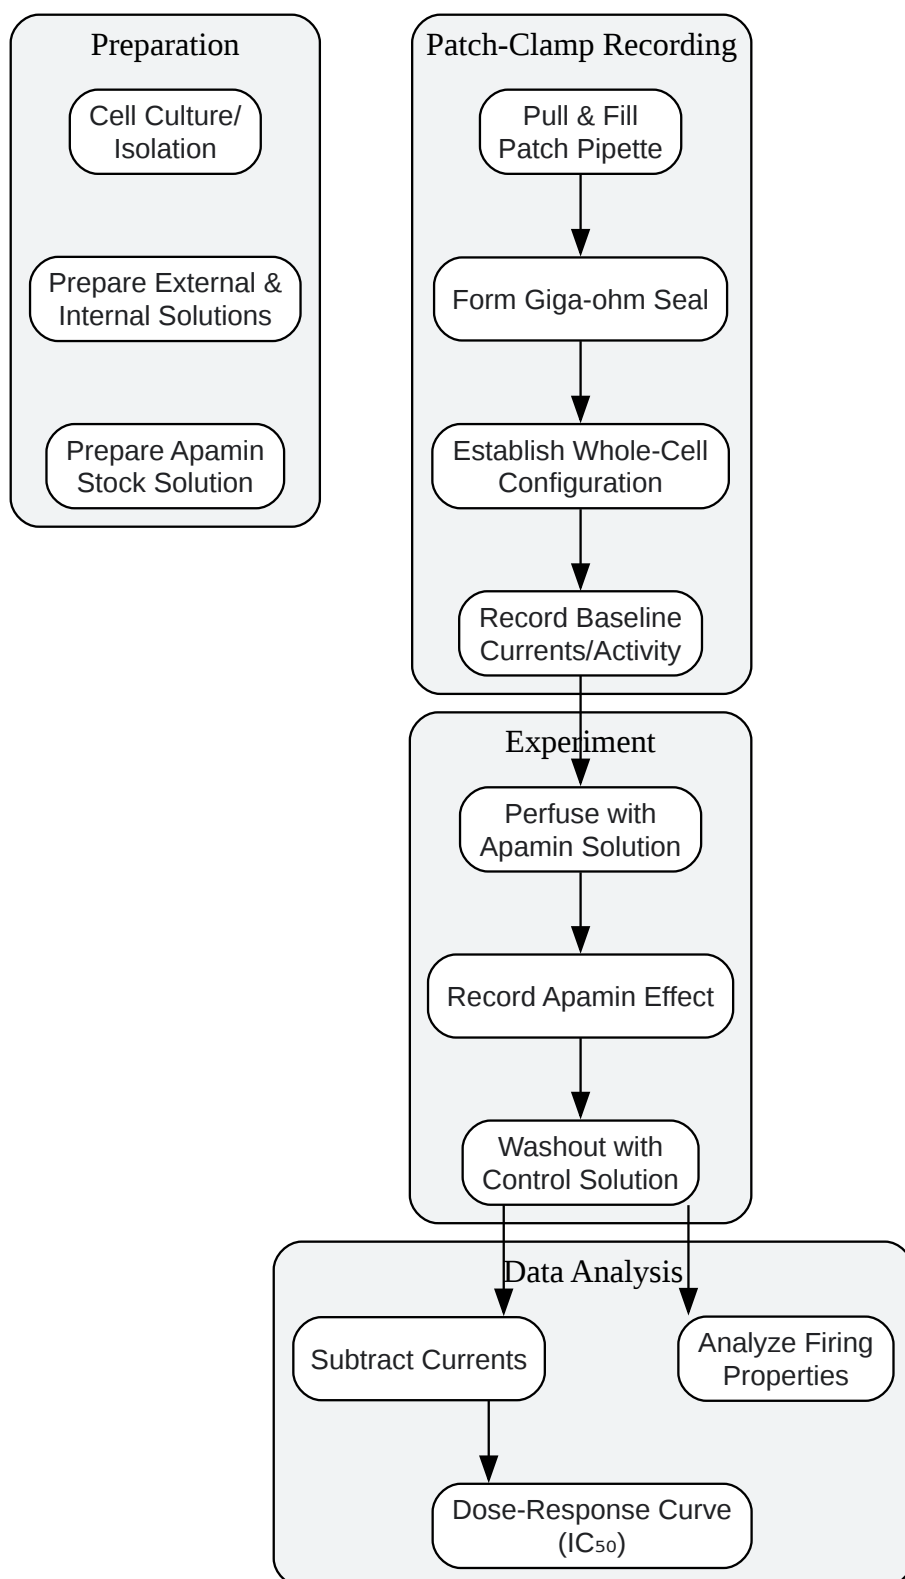 Preparation
Cell Culture/
Isolation
Prepare External &
Internal Solutions
Prepare Apamin
Stock Solution
Patch-Clamp Recording
Pull & Fill
Patch Pipette
Form Giga-ohm Seal
Establish Whole-Cell
Configuration
Record Baseline
Currents/Activity
Experiment
Perfuse with
Apamin Solution
Record Apamin Effect
Washout with
Control Solution
Data Analysis
Subtract Currents
Analyze Firing
Properties
Dose-Response Curve
(IC₅₀)